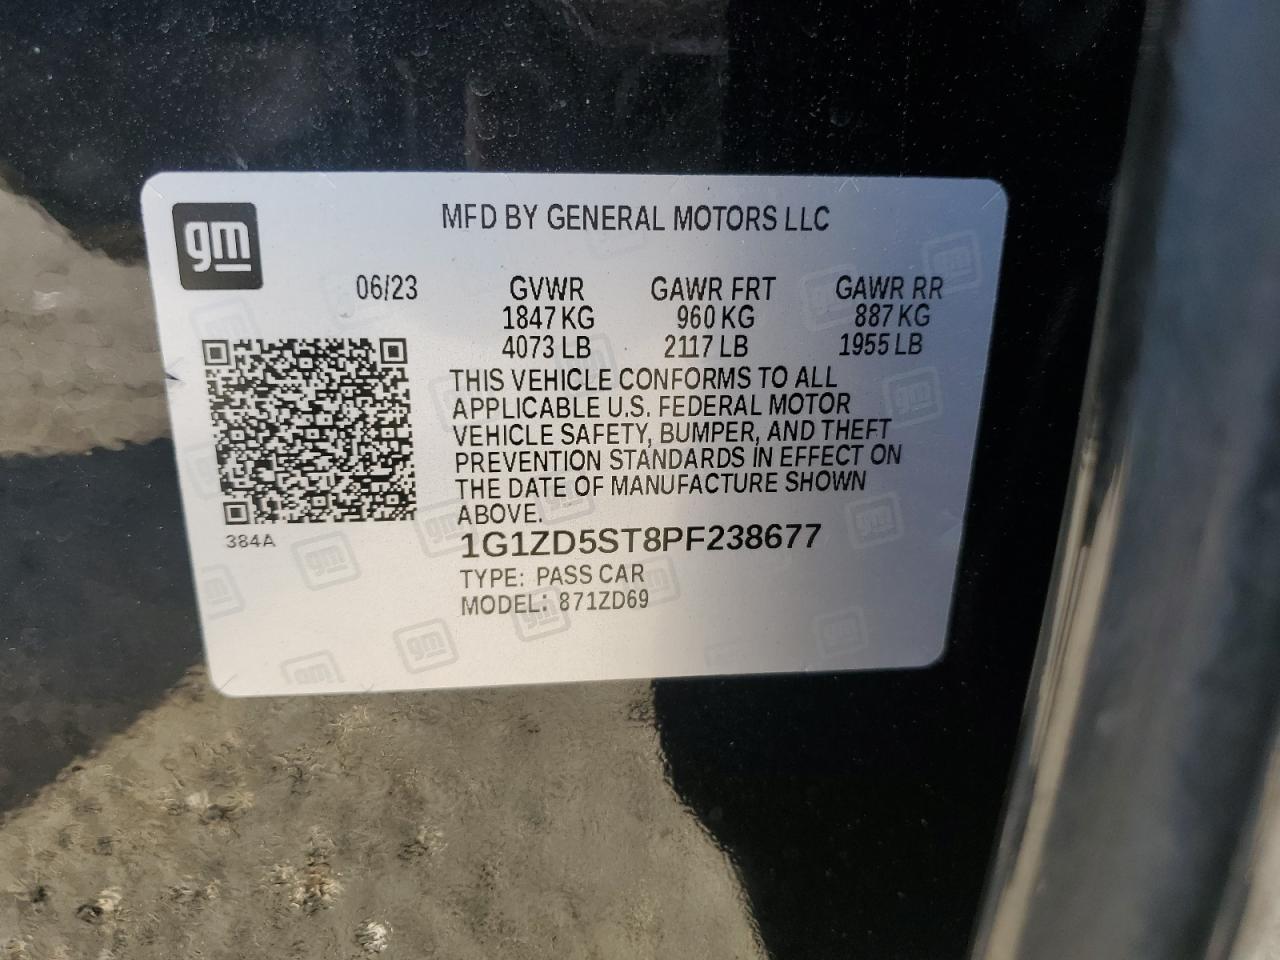 gm
MFD BY GENERAL MOTORS LLC
06/23 GVWR GAWR FRT GAWR RR
1847 KG 960 KG 887 KG
4073 LB 2117 LB 1955 LB
THIS VEHICLE CONFORMS TO ALL
APPLICABLE U.S. FEDERAL MOTOR
VEHICLE SAFETY, BUMPER, AND THEFT
PREVENTION STANDARDS IN EFFECT ON
THE DATE OF MANUFACTURE SHOWN
ABOVE.
384A
1G1ZD5ST8PF238677
TYPE: PASS CAR
MODEL: 871ZD69